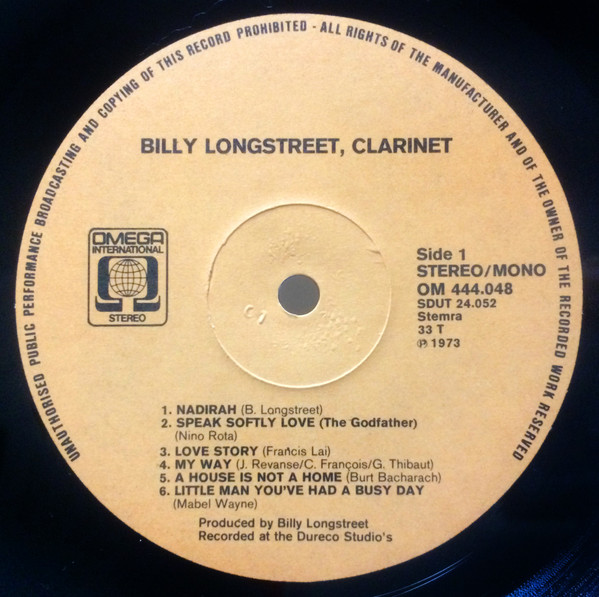 UNAUTHORISED PUBLIC PERFORMANCE BROADCASTING AND COPYING OF THIS RECORD PROHIBITED - ALL RIGHTS OF THE MANUFACTURER AND OF THE OWNER OF THE RECORDED WORK RESERVED
BILLY LONGSTREET, CLARINET
OMEGA
INTERNATIONAL
STEREO
Side 1
STEREO/MONO
OM 444.048
SDUT 24.052
Stemra
33 T
℗ 1973
C1
1. NADIRAH (B. Longstreet)
2. SPEAK SOFTLY LOVE (The Godfather)
(Nino Rota)
3. LOVE STORY (Francis Lai)
4. MY WAY (J. Revanse/C. François/G. Thibaut)
5. A HOUSE IS NOT A HOME (Burt Bacharach)
6. LITTLE MAN YOU'VE HAD A BUSY DAY
(Mabel Wayne)
Produced by Billy Longstreet
Recorded at the Dureco Studio's